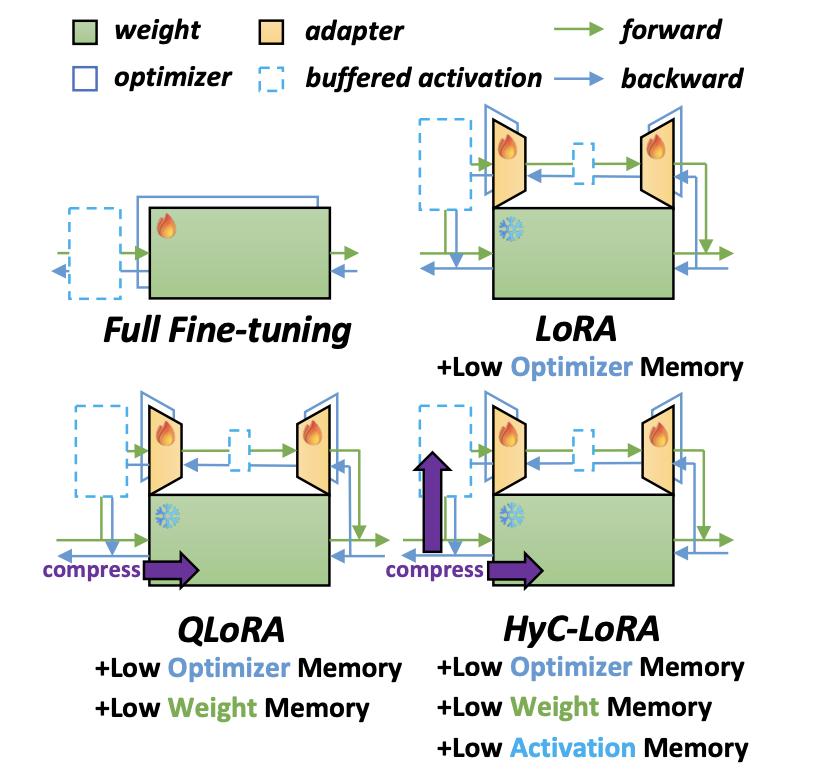 weight
adapter
forward
optimizer
buffered activation
backward
Full Fine-tuning
LoRA
+Low Optimizer Memory
compress
compress
QLoRA
+Low Optimizer Memory
+Low Weight Memory
HyC-LoRA
+Low Optimizer Memory
+Low Weight Memory
+Low Activation Memory